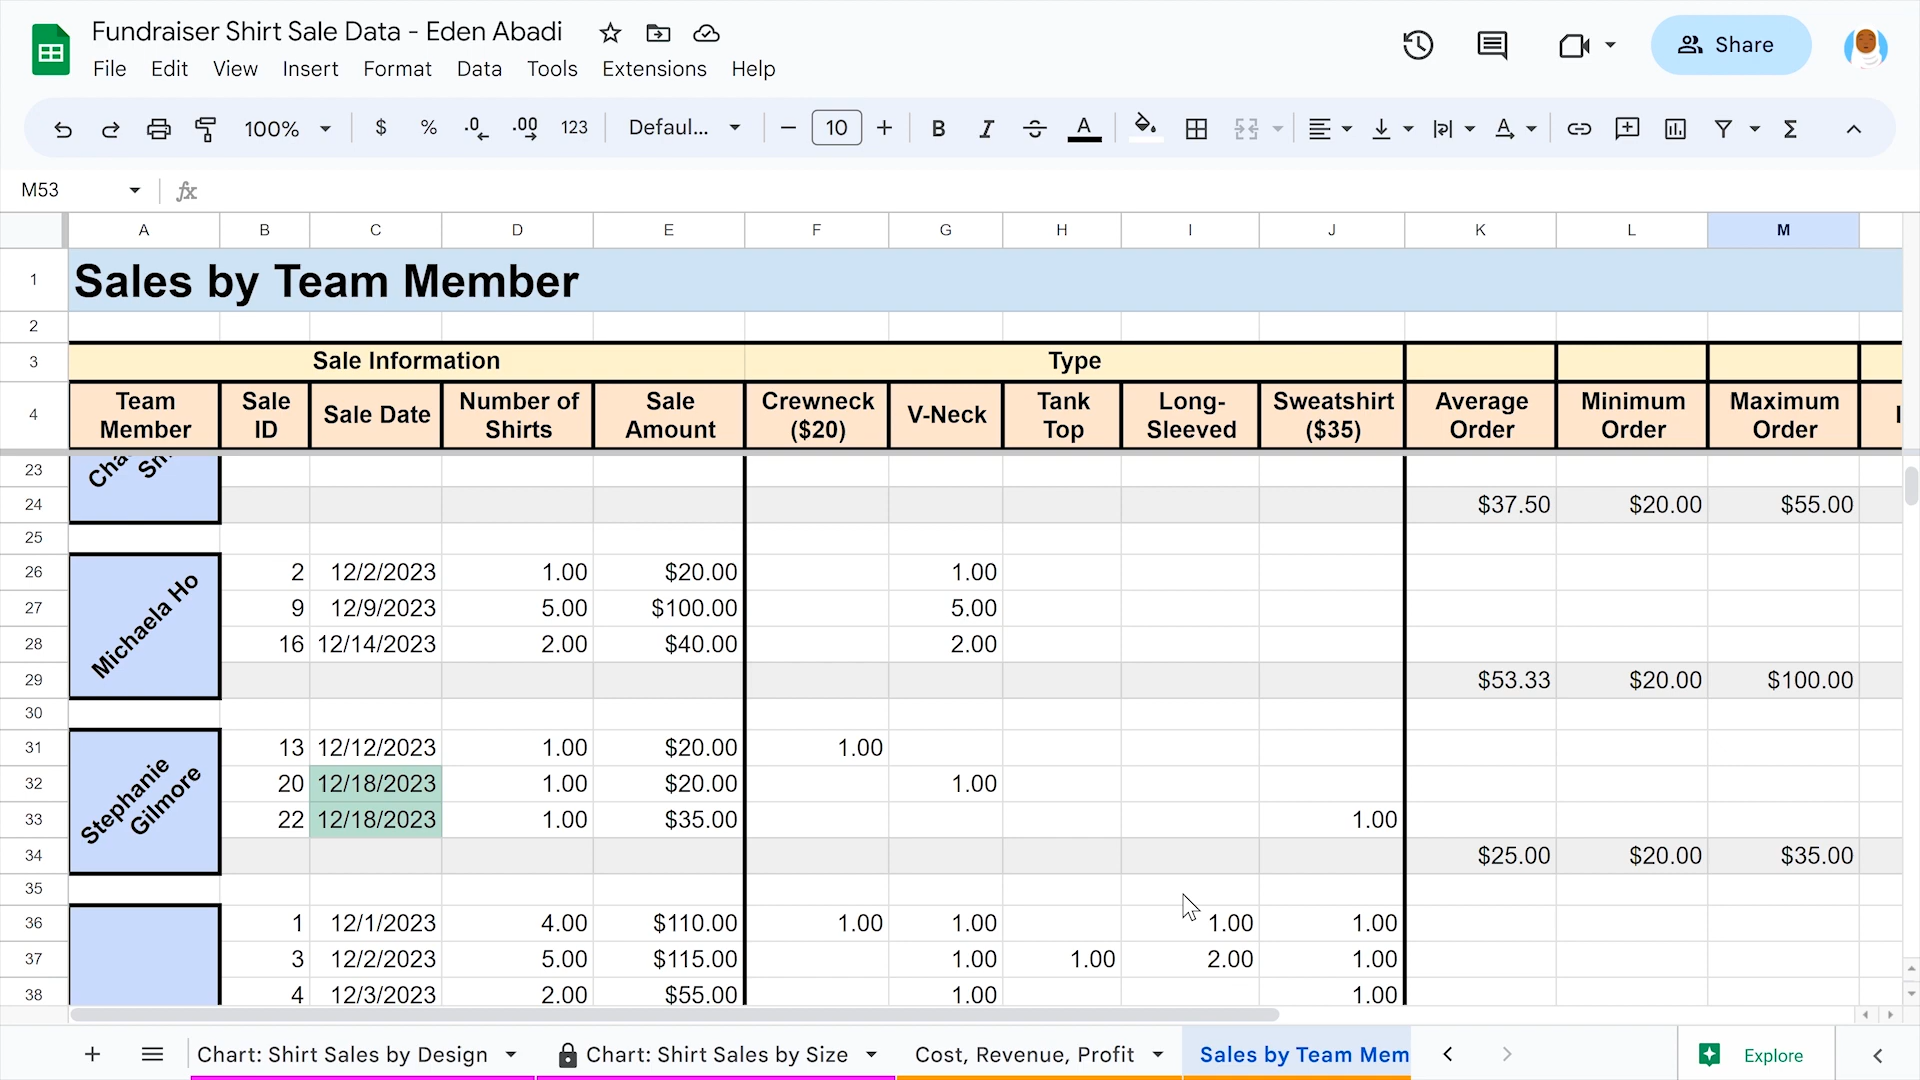 Fundraiser Shirt Sale Data - Eden Abadi
File Edit View Insert Format Data Tools Extensions Help
Share
100% $ % .0 .00 123 Defaul... 10 B I A
M53 fx
A B C D E F G H I J K L M
1 Sales by Team Member
2
3 Sale Information Type
4 Team Member Sale ID Sale Date Number of Shirts Sale Amount Crewneck ($20) V-Neck Tank Top Long-Sleeved Sweatshirt ($35) Average Order Minimum Order Maximum Order
23
24 $37.50 $20.00 $55.00
25
Michaela Ho
26 2 12/2/2023 1.00 $20.00 1.00
27 9 12/9/2023 5.00 $100.00 5.00
28 16 12/14/2023 2.00 $40.00 2.00
29 $53.33 $20.00 $100.00
30
Stephanie Gilmore
31 13 12/12/2023 1.00 $20.00 1.00
32 20 12/18/2023 1.00 $20.00 1.00
33 22 12/18/2023 1.00 $35.00 1.00
34 $25.00 $20.00 $35.00
35
36 1 12/1/2023 4.00 $110.00 1.00 1.00 1.00 1.00
37 3 12/2/2023 5.00 $115.00 1.00 1.00 2.00 1.00
38 4 12/3/2023 2.00 $55.00 1.00 1.00
Chart: Shirt Sales by Design Chart: Shirt Sales by Size Cost, Revenue, Profit Sales by Team Mem Explore